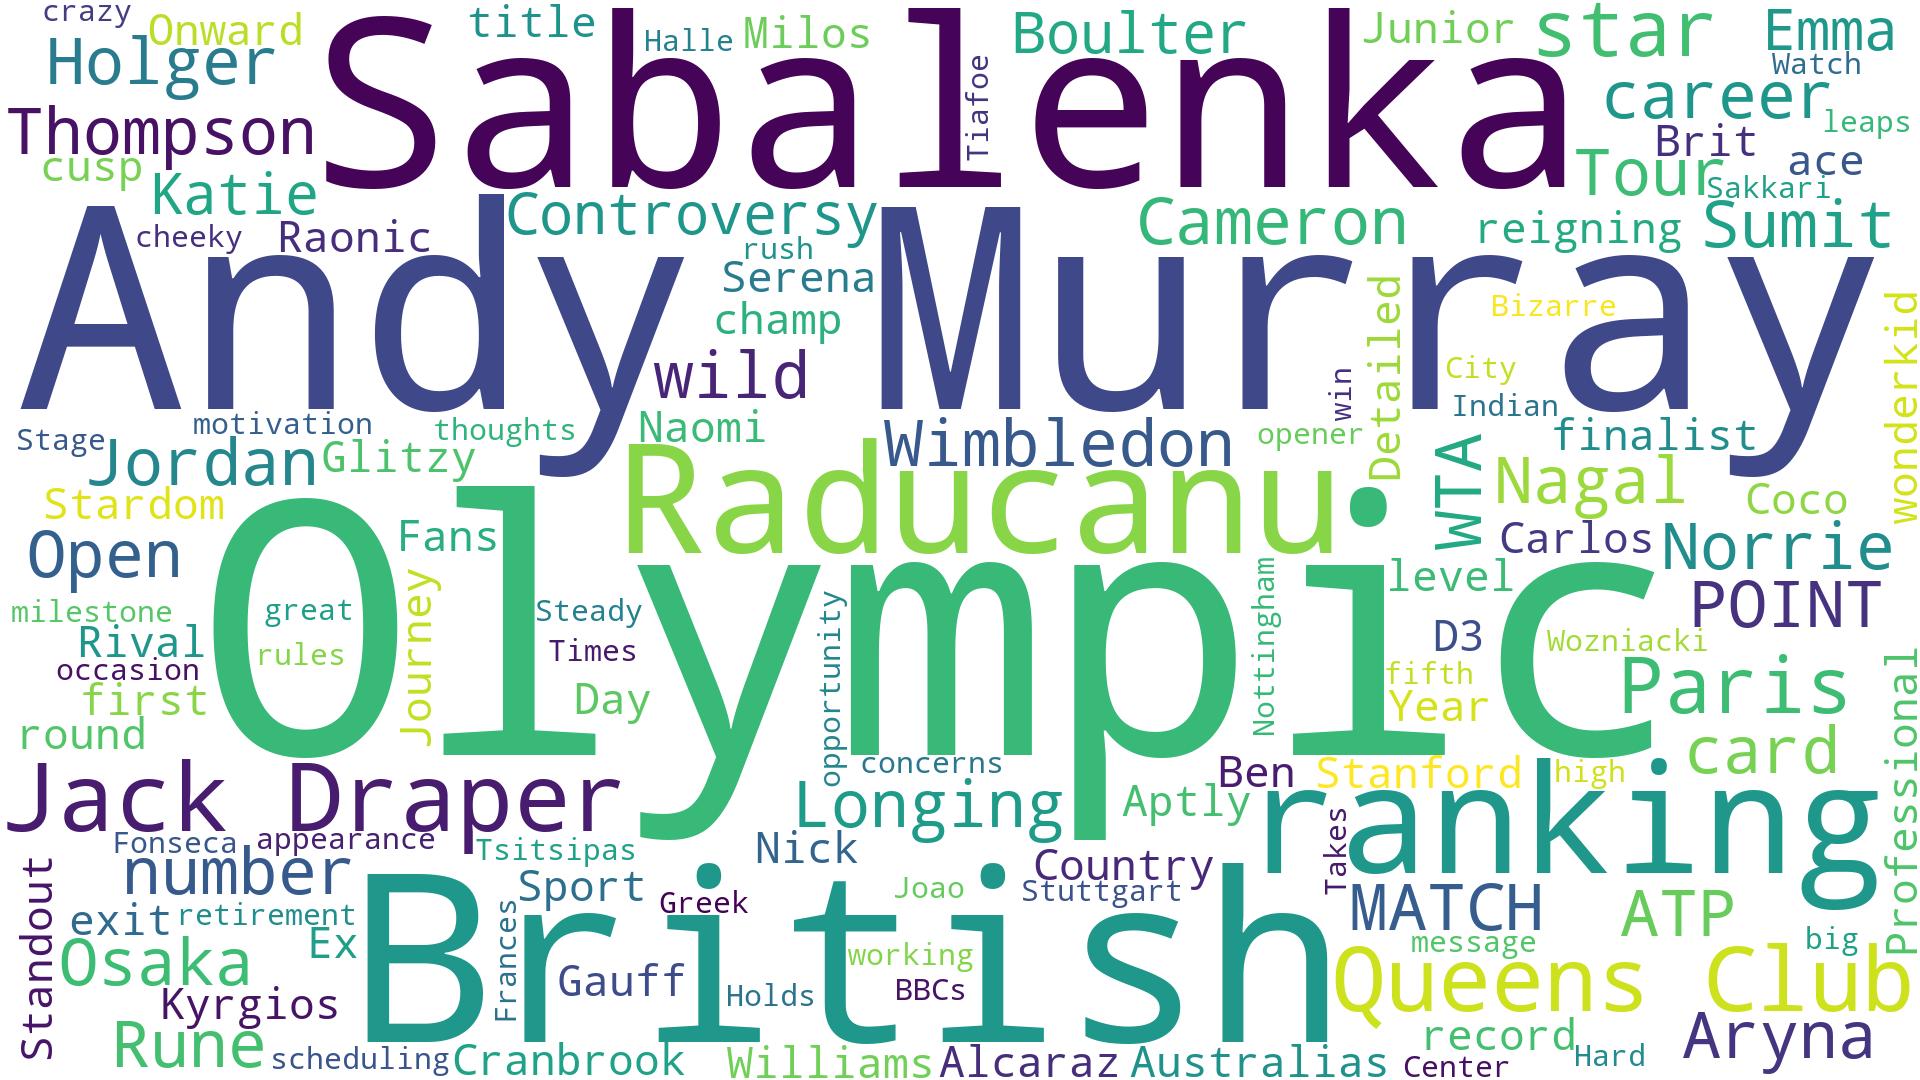 crazy
Onward
title
Halle
Milos
Boulter
Junior
star
Emma
Holger
Sabalenka
Tiafoe
Watch
career
leaps
Thompson
Brit
ace
cusp
Katie
Tour
Sakkari
Controversy
Cameron
reigning
Sumit
cheeky
Raonic
rush
Serena
Andy Murray
champ
Detailed
Bizarre
wonderkid
wild
win
City
Indian
Stage
motivation
thoughts
Naomi
Wimbledon
opener
finalist
Jordan
Glitzy
Raducanu
WTA
Nagal
Coco
Stardom
Open
Fans
Carlos
Norrie
Olympic
level
milestone
great
Journey
Steady
opportunity
Nottingham
POINT
Rival
rules
Times
D3
Wozniacki
occasion
first
Day
fifth
Year
Paris
Professional
round
concerns
Ben
Stanford
high
card
Jack Draper
Longing
Aptly
ranking
Fonseca
appearance
Tsitsipas
Nick
Country
Takes
number
Sport
Greek
Joao
Stuttgart
MATCH
ATP
Standout
exit
retirement
Ex
Frances
British
working
message
big
Osaka
Gauff
Holds
BBCs
Queens Club
Kyrgios
Rune
scheduling
Cranbrook
Williams
Alcaraz
Australias
record
Center
Hard
Aryna